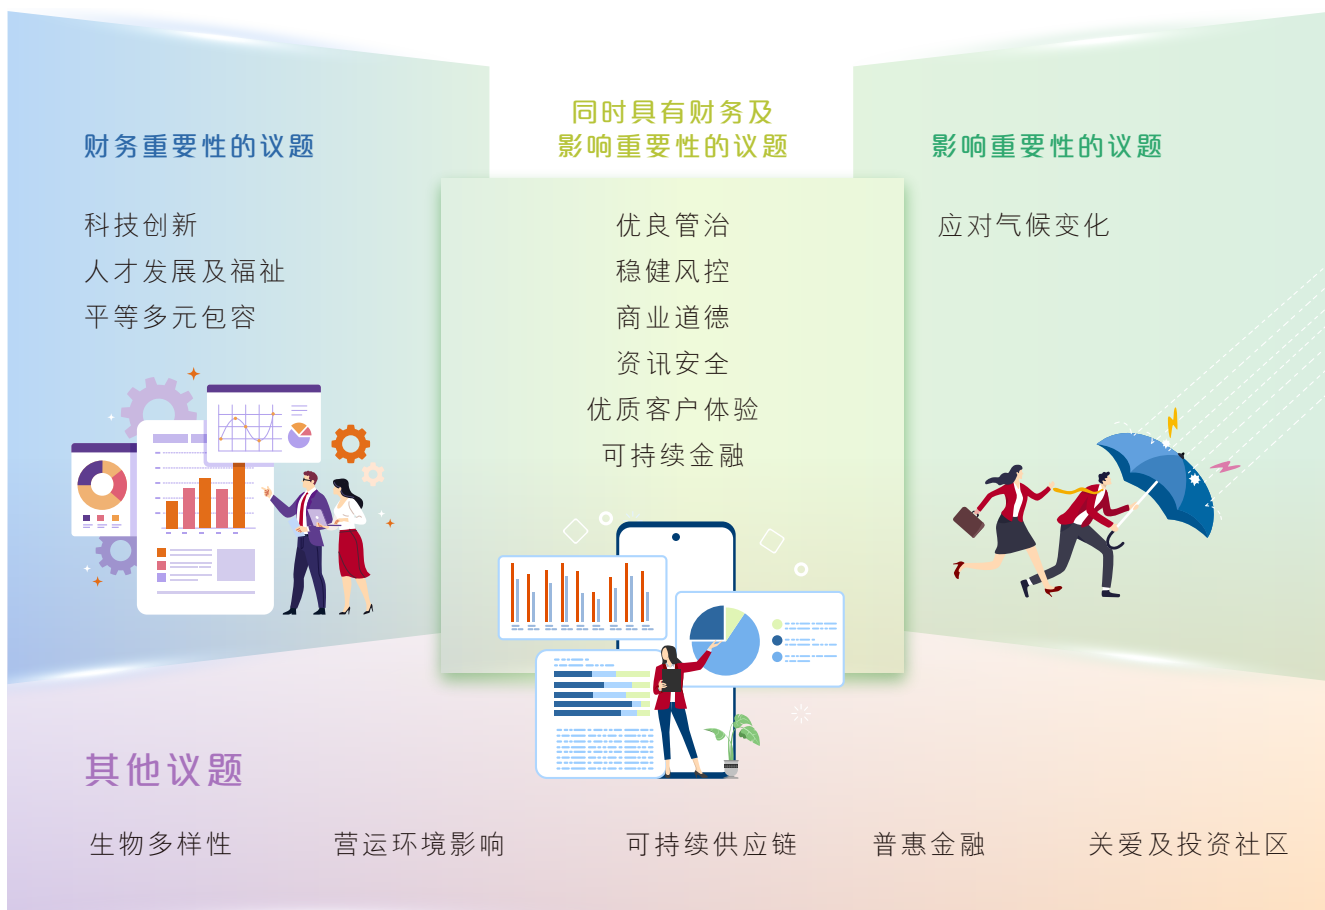 财务重要性的议题
科技创新
人才发展及福祉
平等多元包容
同时具有财务及
影响重要性的议题
优良管治
稳健风控
商业道德
资讯安全
优质客户体验
可持续金融
影响重要性的议题
应对气候变化
其他议题
生物多样性
营运环境影响
可持续供应链
普惠金融
关爱及投资社区